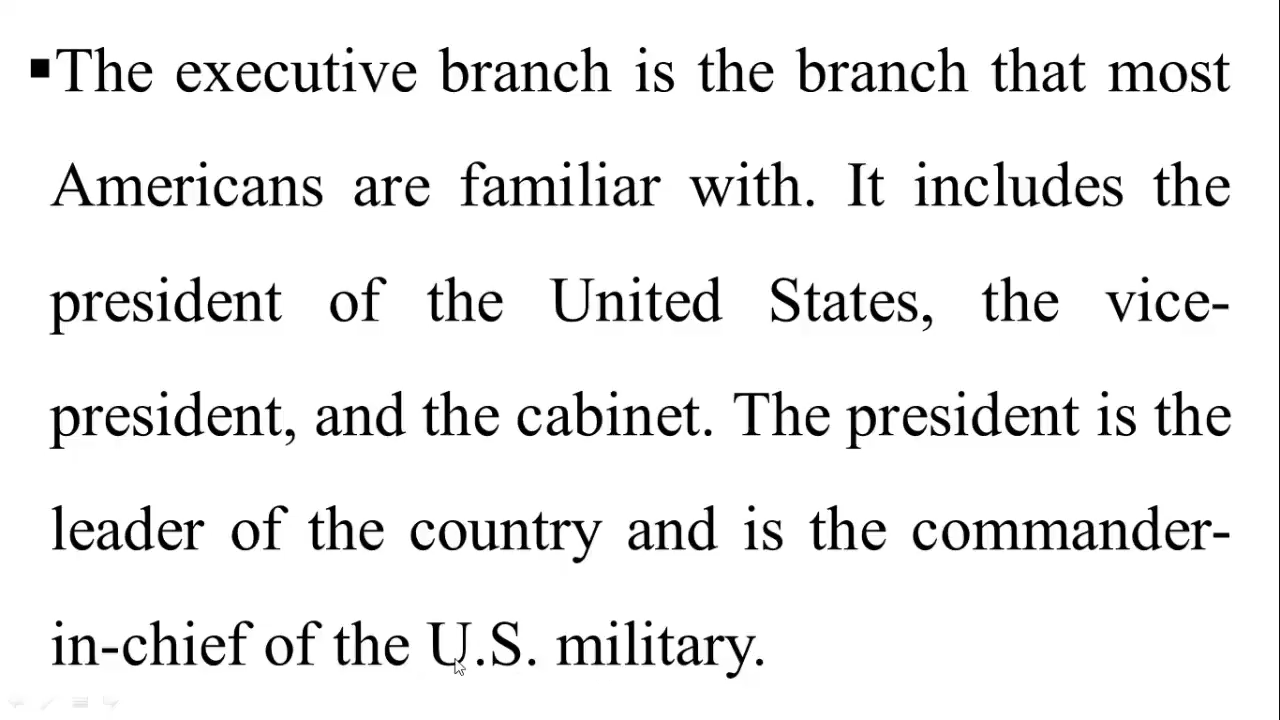 ▪The executive branch is the branch that most
Americans are familiar with. It includes the
president of the United States, the vice-
president, and the cabinet. The president is the
leader of the country and is the commander-
in-chief of the U.S. military.